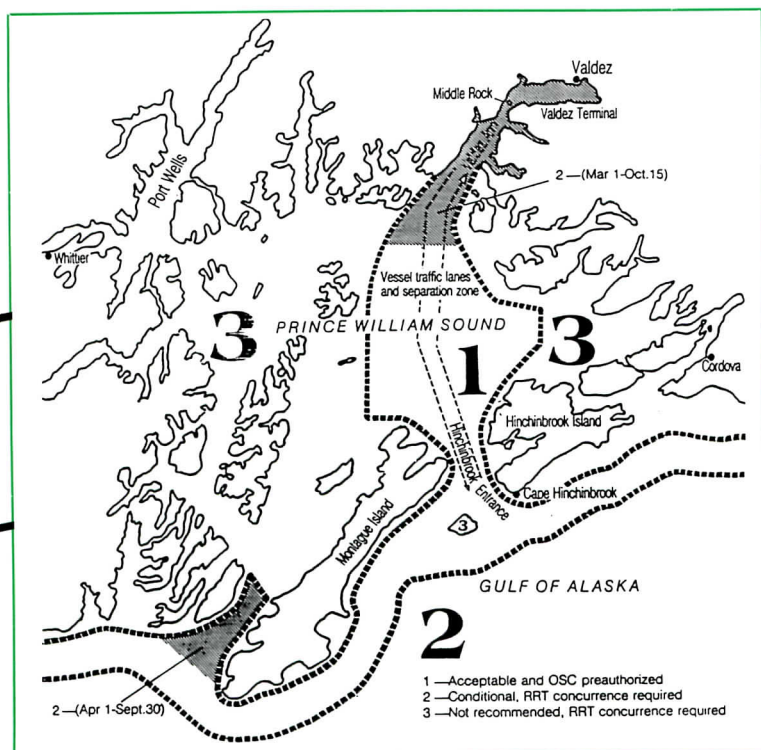 Valdez
Middle Rock
Valdez Terminal
Valdez Arm
2—(Mar 1-Oct.15)
Port Wells
Whittier
Vessel traffic lanes
and separation zone
3
PRINCE WILLIAM SOUND
3
1
Cordova
Hinchinbrook Island
Hinchinbrook Entrance
Cape Hinchinbrook
3
Montague Island
GULF OF ALASKA
2
1—Acceptable and OSC preauthorized
2—Conditional, RRT concurrence required
3—Not recommended, RRT concurrence required
2—(Apr 1-Sept.30)